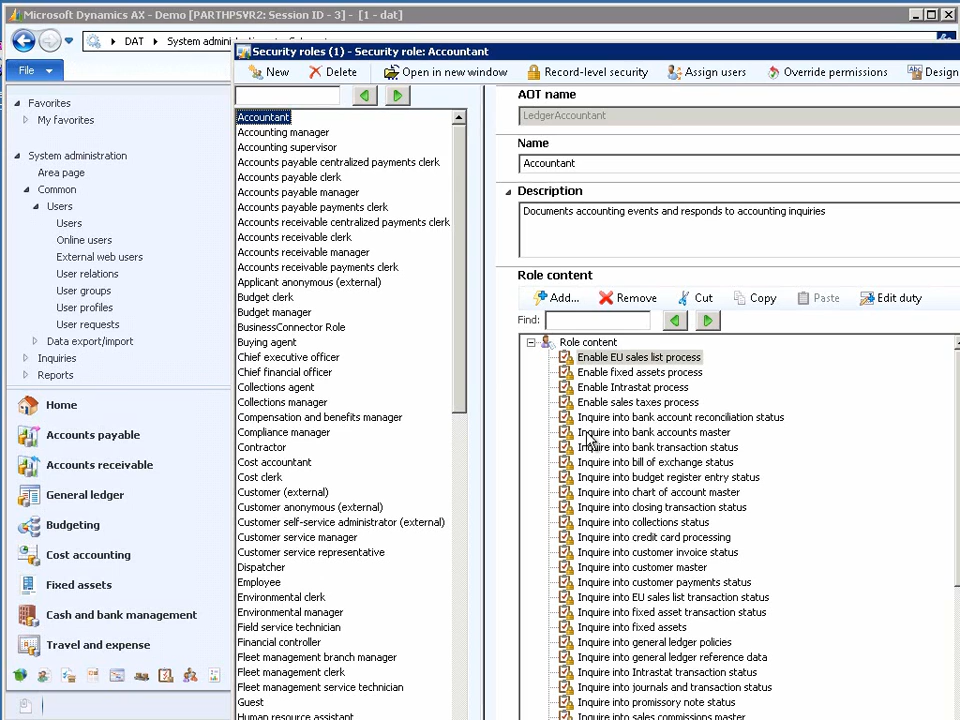 Microsoft Dynamics AX - Demo [PARTHPSVR2: Session ID - 3] - [1 - dat]
DAT
System admini
File
Favorites
My favorites
System administration
Area page
Common
Users
Users
Online users
External web users
User relations
User groups
User profiles
User requests
Data export/import
Inquiries
Reports
Home
Accounts payable
Accounts receivable
General ledger
Budgeting
Cost accounting
Fixed assets
Cash and bank management
Travel and expense
Security roles (1) - Security role: Accountant
New
Delete
Open in new window
Record-level security
Assign users
Override permissions
Design
Accountant
Accounting manager
Accounting supervisor
Accounts payable centralized payments clerk
Accounts payable clerk
Accounts payable manager
Accounts payable payments clerk
Accounts receivable centralized payments clerk
Accounts receivable clerk
Accounts receivable manager
Accounts receivable payments clerk
Applicant anonymous (external)
Budget clerk
Budget manager
BusinessConnector Role
Buying agent
Chief executive officer
Chief financial officer
Collections agent
Collections manager
Compensation and benefits manager
Compliance manager
Contractor
Cost accountant
Cost clerk
Customer (external)
Customer anonymous (external)
Customer self-service administrator (external)
Customer service manager
Customer service representative
Dispatcher
Employee
Environmental clerk
Environmental manager
Field service technician
Financial controller
Fleet management branch manager
Fleet management clerk
Fleet management service technician
Guest
Human resource assistant
AOT name
LedgerAccountant
Name
Accountant
Description
Documents accounting events and responds to accounting inquiries
Role content
Add...
Remove
Cut
Copy
Paste
Edit duty
Find:
Role content
Enable EU sales list process
Enable fixed assets process
Enable Intrastat process
Enable sales taxes process
Inquire into bank account reconciliation status
Inquire into bank accounts master
Inquire into bank transaction status
Inquire into bill of exchange status
Inquire into budget register entry status
Inquire into chart of account master
Inquire into closing transaction status
Inquire into collections status
Inquire into credit card processing
Inquire into customer invoice status
Inquire into customer master
Inquire into customer payments status
Inquire into EU sales list transaction status
Inquire into fixed asset transaction status
Inquire into fixed assets
Inquire into general ledger policies
Inquire into general ledger reference data
Inquire into Intrastat transaction status
Inquire into journals and transaction status
Inquire into promissory note status
Inquire into sales commissions master